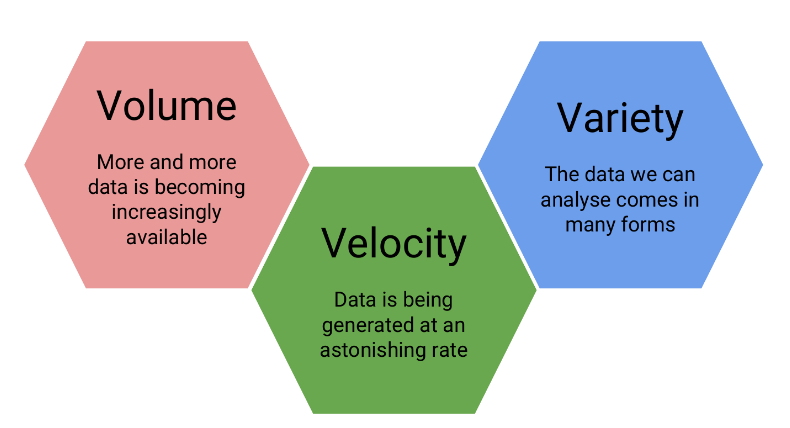 Volume
More and more
data is becoming
increasingly
available
Velocity
Data is being
generated at an
astonishing rate
Variety
The data we can
analyse comes in
many forms